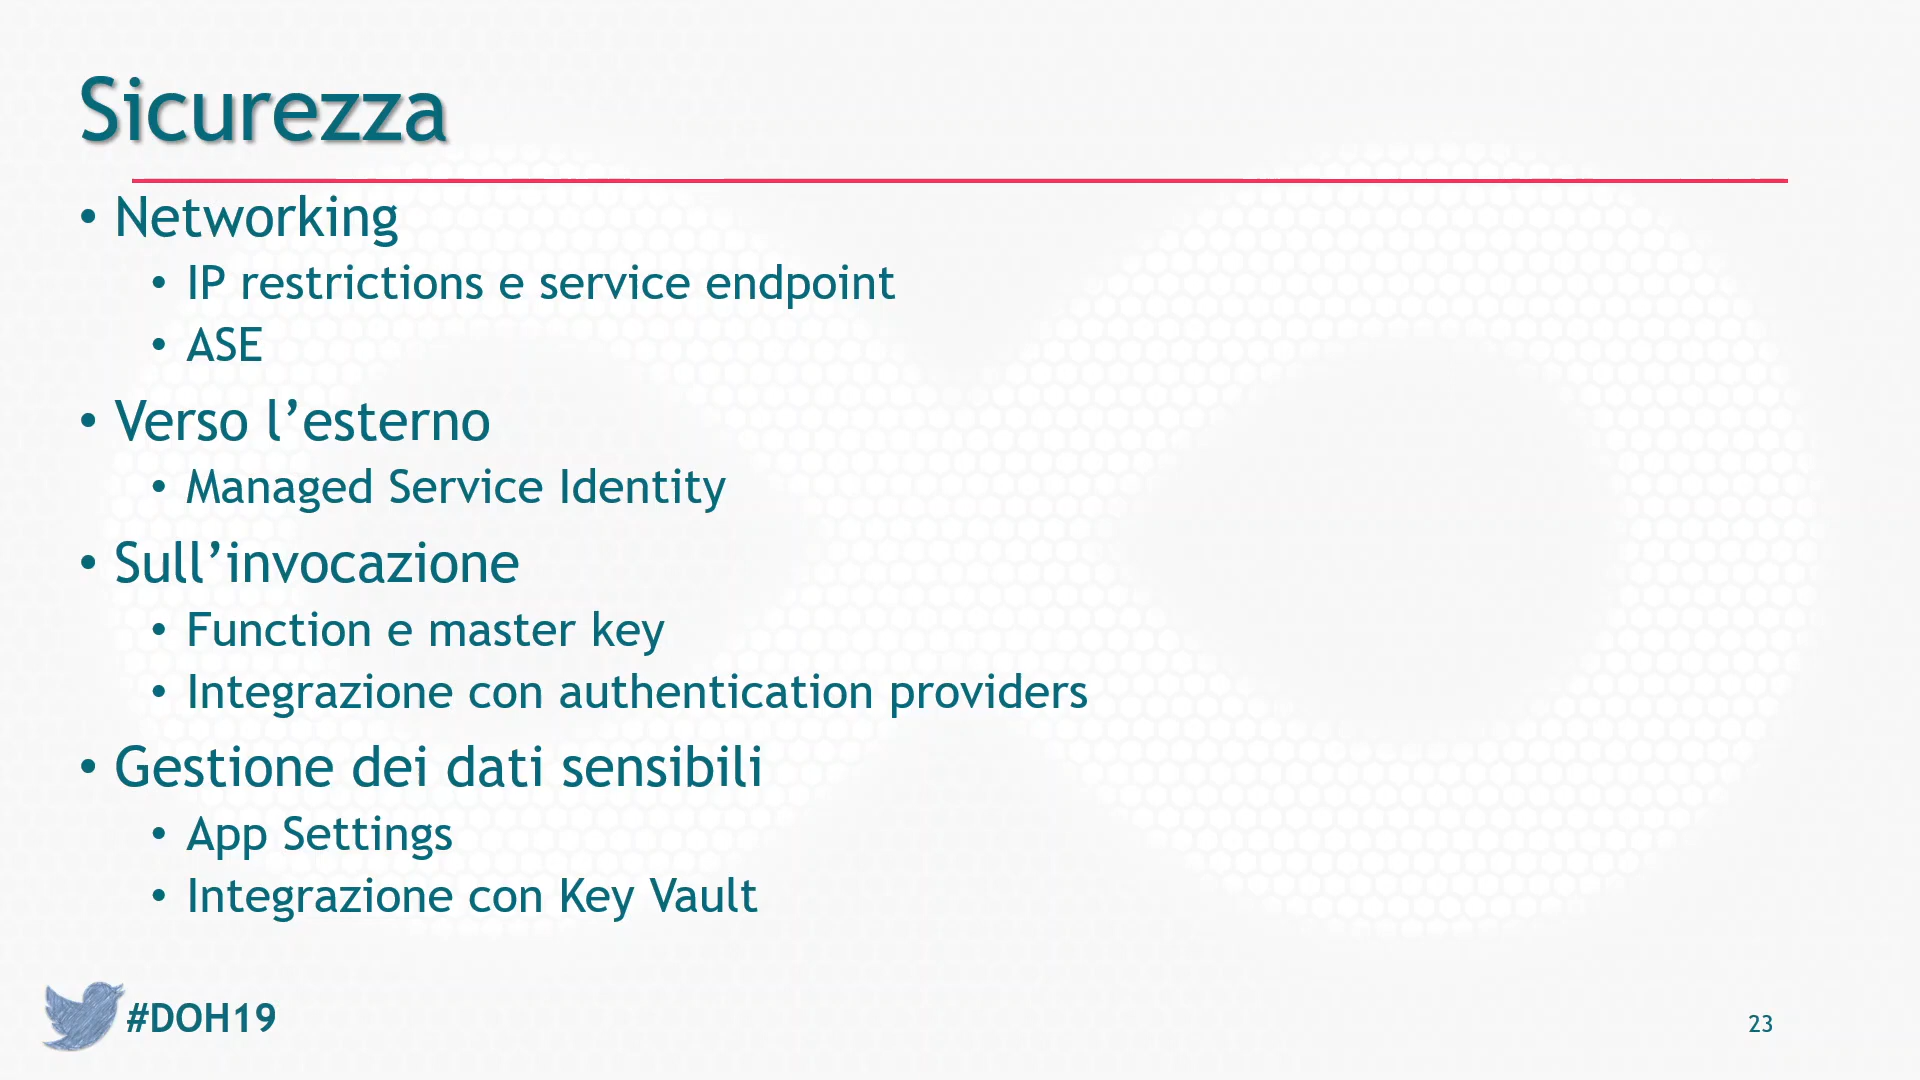 Sicurezza
• Networking
• IP restrictions e service endpoint
• ASE
• Verso l’esterno
• Managed Service Identity
• Sull’invocazione
• Function e master key
• Integrazione con authentication providers
• Gestione dei dati sensibili
• App Settings
• Integrazione con Key Vault
#DOH19
23